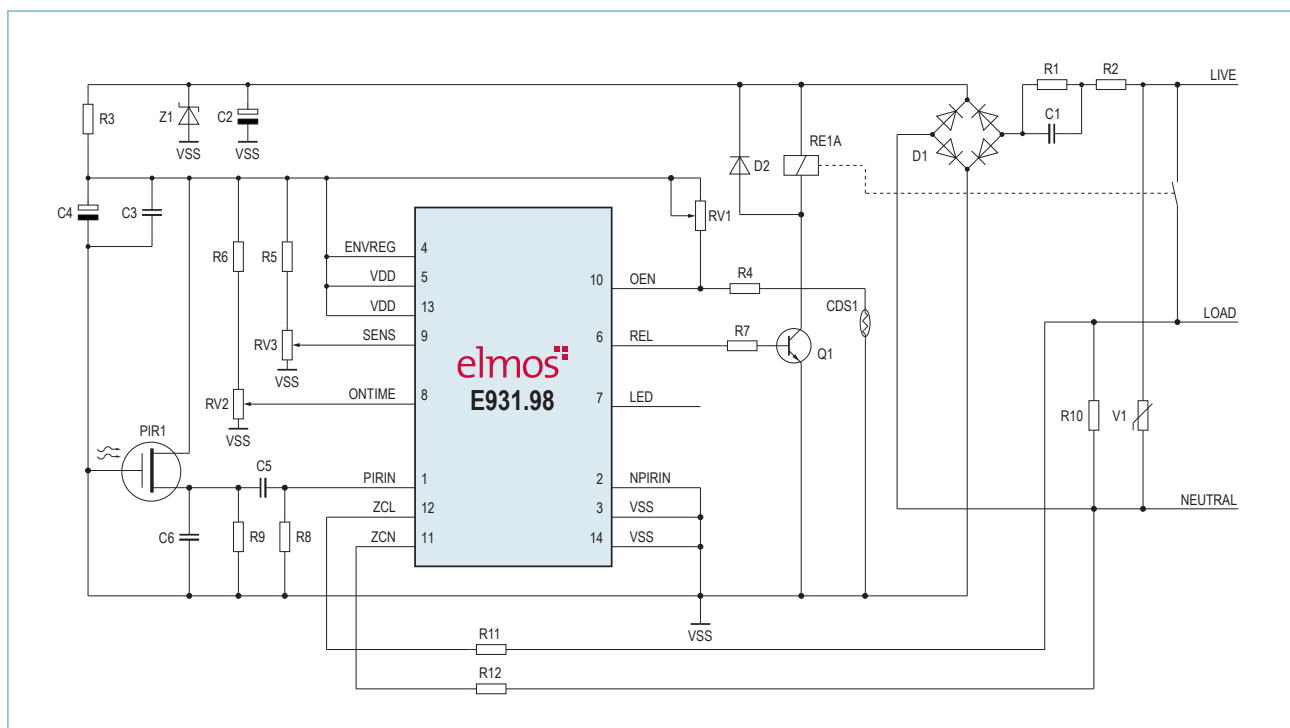 R1
R2
LIVE
R3
Z1
C2
C1
VSS
VSS
RE1A
D1
D2
C4
C3
RV1
R6
R5
ENVREG
4
VDD
5
10
OEN
R4
VDD
13
CDS1
LOAD
RV3
SENS
9
6
REL
R7
elmos
Q1
VSS
E931.98
RV2
ONTIME
8
7
LED
R10
V1
PIR1
VSS
C5
PIRIN
1
2
NPIRIN
ZCL
12
3
VSS
NEUTRAL
C6
R9
R8
ZCN
11
14
VSS
VSS
R11
R12